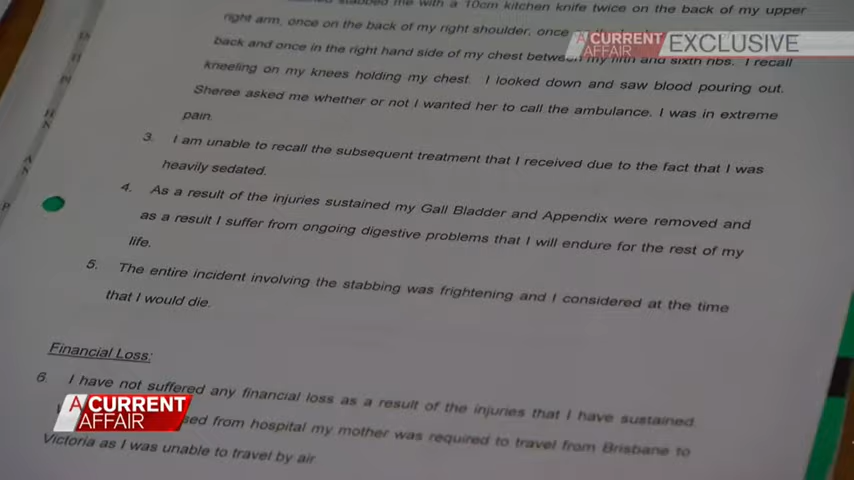 stabbed me with a 10cm kitchen knife twice on the back of my upper
right arm, once on the back of my right shoulder, once
back and once in the right hand side of my chest between my fifth and sixth ribs. I recall
kneeling on my knees holding my chest. I looked down and saw blood pouring out.
Sheree asked me whether or not I wanted her to call the ambulance. I was in extreme
pain.
A CURRENT AFFAIR EXCLUSIVE
3. I am unable to recall the subsequent treatment that I received due to the fact that I was
heavily sedated.
4. As a result of the injuries sustained my Gall Bladder and Appendix were removed and
as a result I suffer from ongoing digestive problems that I will endure for the rest of my
life.
5. The entire incident involving the stabbing was frightening and I considered at the time
that I would die.
Financial Loss:
6. I have not suffered any financial loss as a result of the injuries that I have sustained.
from hospital my mother was required to travel from Brisbane to
Victoria as I was unable to travel by air.
A CURRENT
AFFAIR